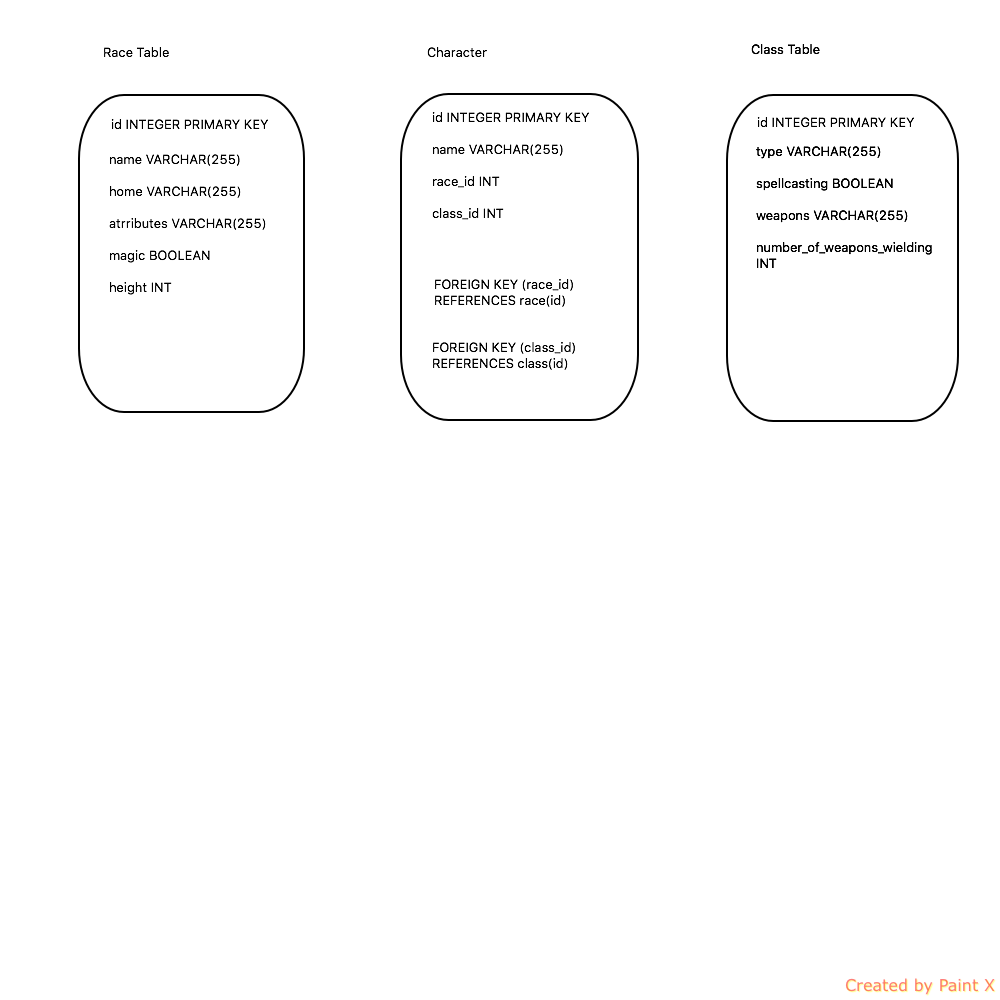 Race Table
id INTEGER PRIMARY KEY
name VARCHAR(255)
home VARCHAR(255)
atrributes VARCHAR(255)
magic BOOLEAN
height INT
Character
id INTEGER PRIMARY KEY
name VARCHAR(255)
race_id INT
class_id INT
FOREIGN KEY (race_id)
REFERENCES race(id)
FOREIGN KEY (class_id)
REFERENCES class(id)
Class Table
id INTEGER PRIMARY KEY
type VARCHAR(255)
spellcasting BOOLEAN
weapons VARCHAR(255)
number_of_weapons_wielding
INT
Created by Paint X